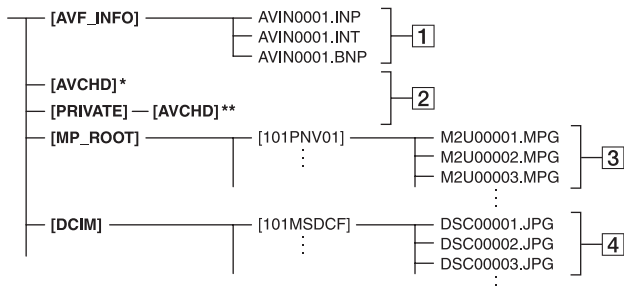 [AVF_INFO] AVIN0001.INP
AVIN0001.INT 1
AVIN0001.BNP
[AVCHD]*
2
[PRIVATE] [AVCHD]**
[MP_ROOT] [101PNV01] M2U00001.MPG
M2U00002.MPG 3
M2U00003.MPG
[DCIM] [101MSDCF] DSC00001.JPG
DSC00002.JPG 4
DSC00003.JPG